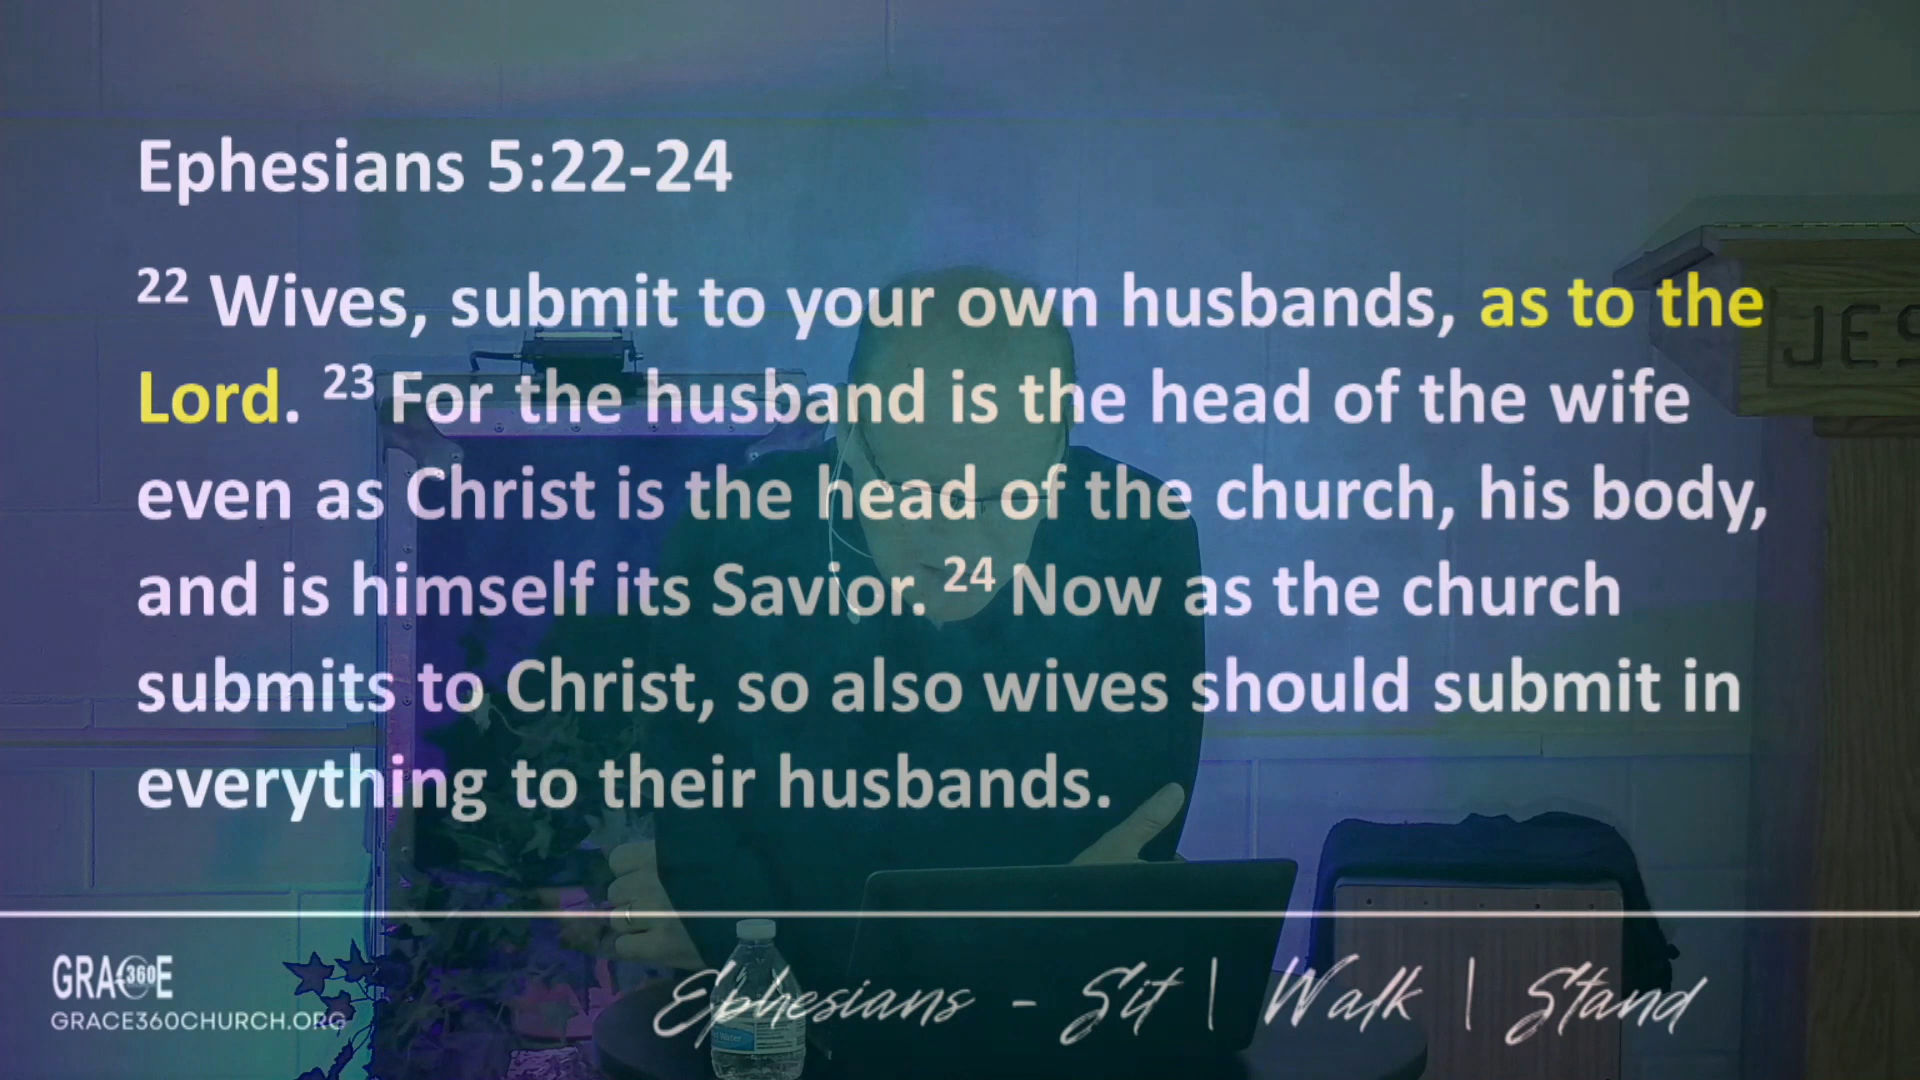 Ephesians 5:22-24
22 Wives, submit to your own husbands, as to the
Lord. 23 For the husband is the head of the wife
even as Christ is the head of the church, his body,
and is himself its Savior. 24 Now as the church
submits to Christ, so also wives should submit in
everything to their husbands.
JES
GRACE 360
GRACE360CHURCH.ORG
Ephesians - Sit | Walk | Stand